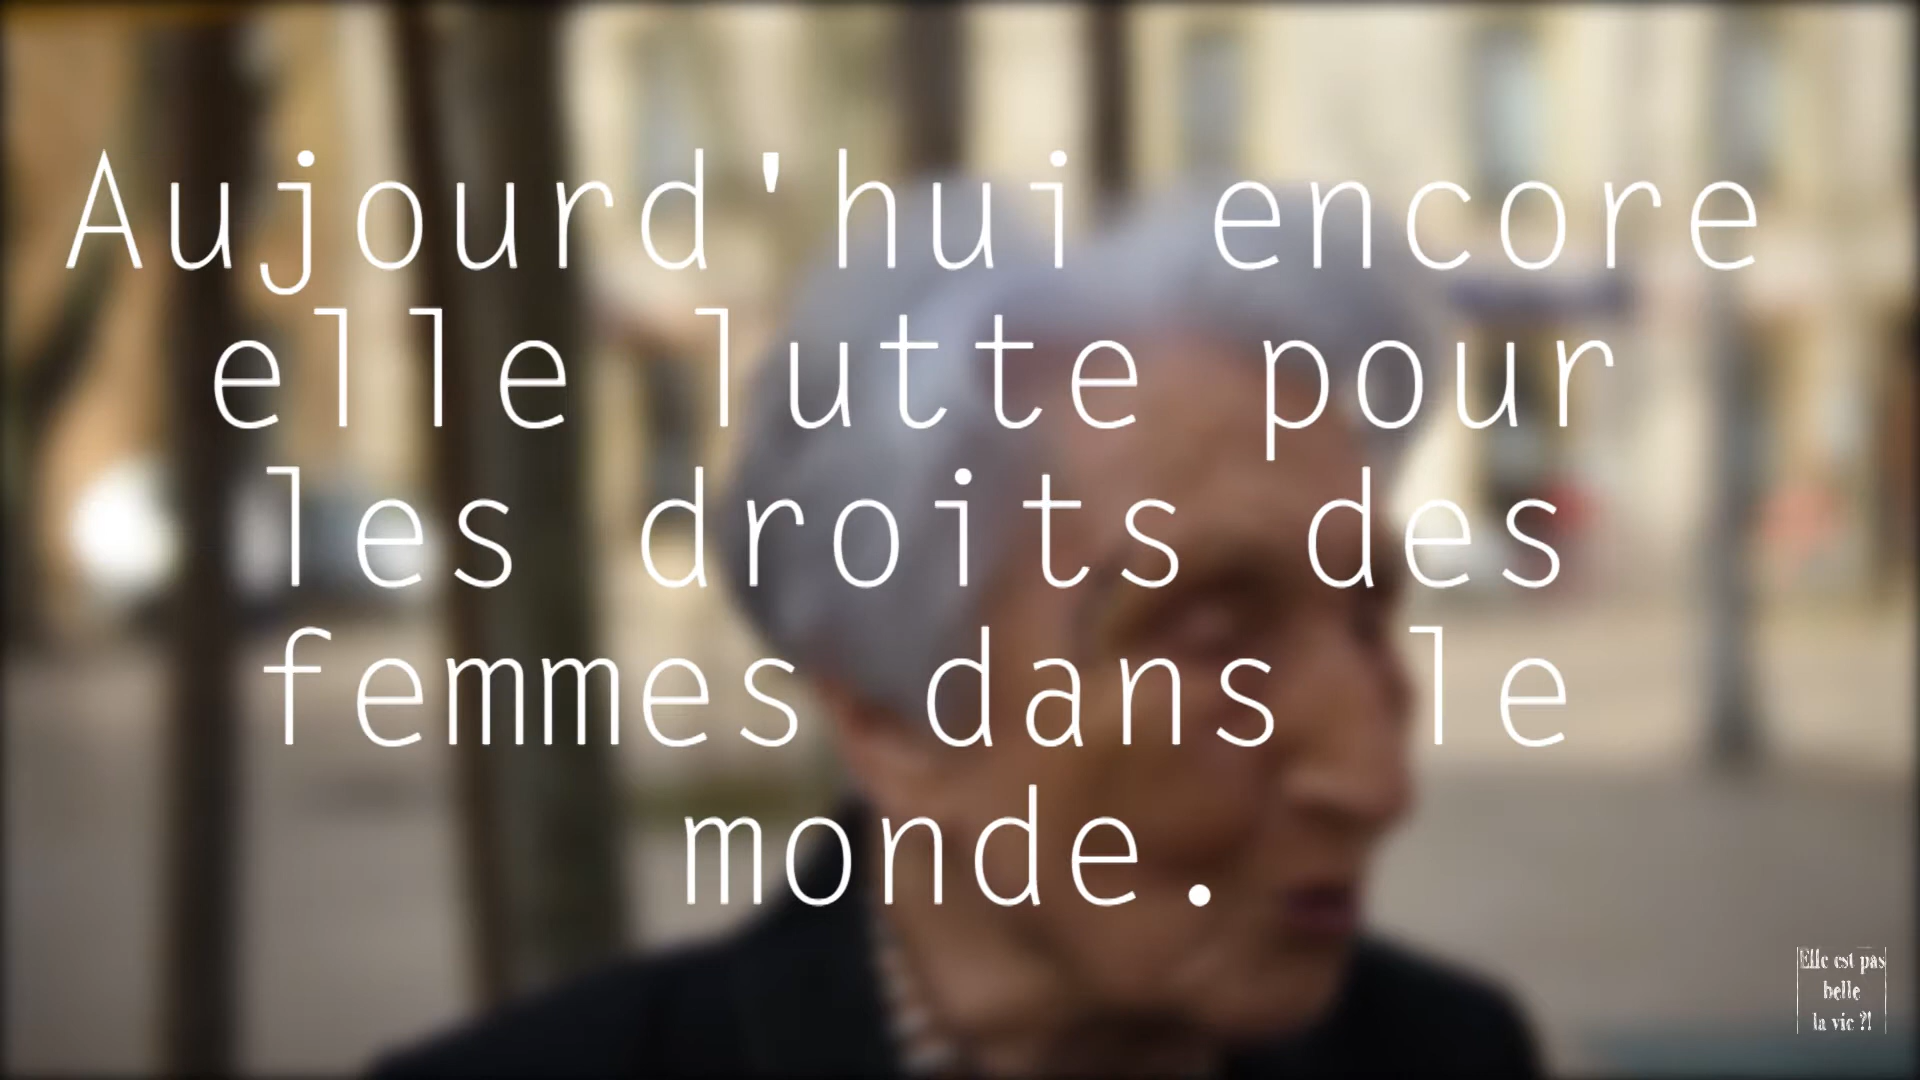 Aujourd'hui encore
elle lutte pour
les droits des
femmes dans le
monde.
Elle est pas
belle
la vie ?!